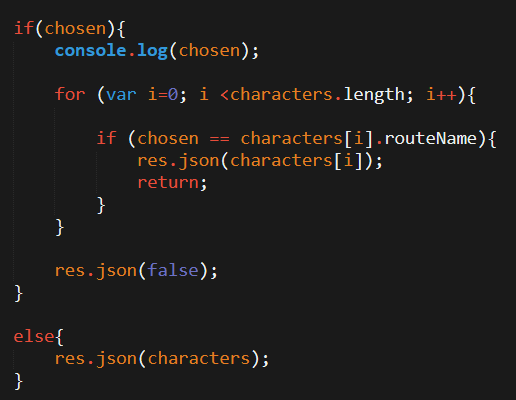 if(chosen){
console.log(chosen);
for (var i=0; i <characters.length; i++){
if (chosen == characters[i].routeName){
res.json(characters[i]);
return;
}
}
res.json(false);
}
else{
res.json(characters);
}